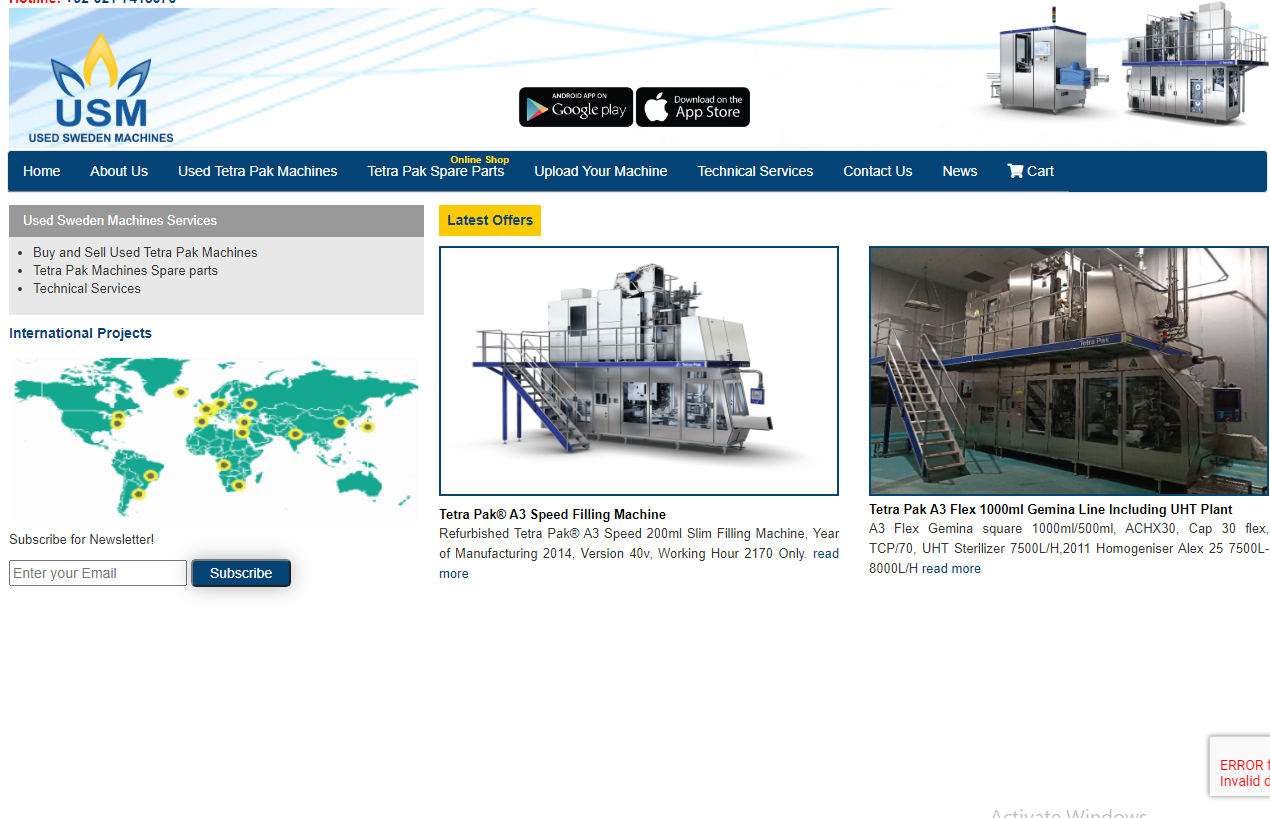 USM
USED SWEDEN MACHINES
ANDROID APP ON
Google play
Download on the
App Store
Home
About Us
Used Tetra Pak Machines
Online Shop
Tetra Pak Spare Parts
Upload Your Machine
Technical Services
Contact Us
News
Cart
Used Sweden Machines Services
Buy and Sell Used Tetra Pak Machines
Tetra Pak Machines Spare parts
Technical Services
International Projects
Subscribe for Newsletter!
Enter your Email
Subscribe
Latest Offers
Tetra Pak
Tetra Pak® A3 Speed Filling Machine
Refurbished Tetra Pak® A3 Speed 200ml Slim Filling Machine, Year
of Manufacturing 2014, Version 40v, Working Hour 2170 Only. read
more
Tetra Pak
Tetra Pak A3 Flex 1000ml Gemina Line Including UHT Plant
A3 Flex Gemina square 1000ml/500ml, ACHX30, Cap 30 flex,
TCP/70, UHT Sterilizer 7500L/H,2011 Homogeniser Alex 25 7500L-
8000L/H read more
ERROR
Invalid
Activate Windows